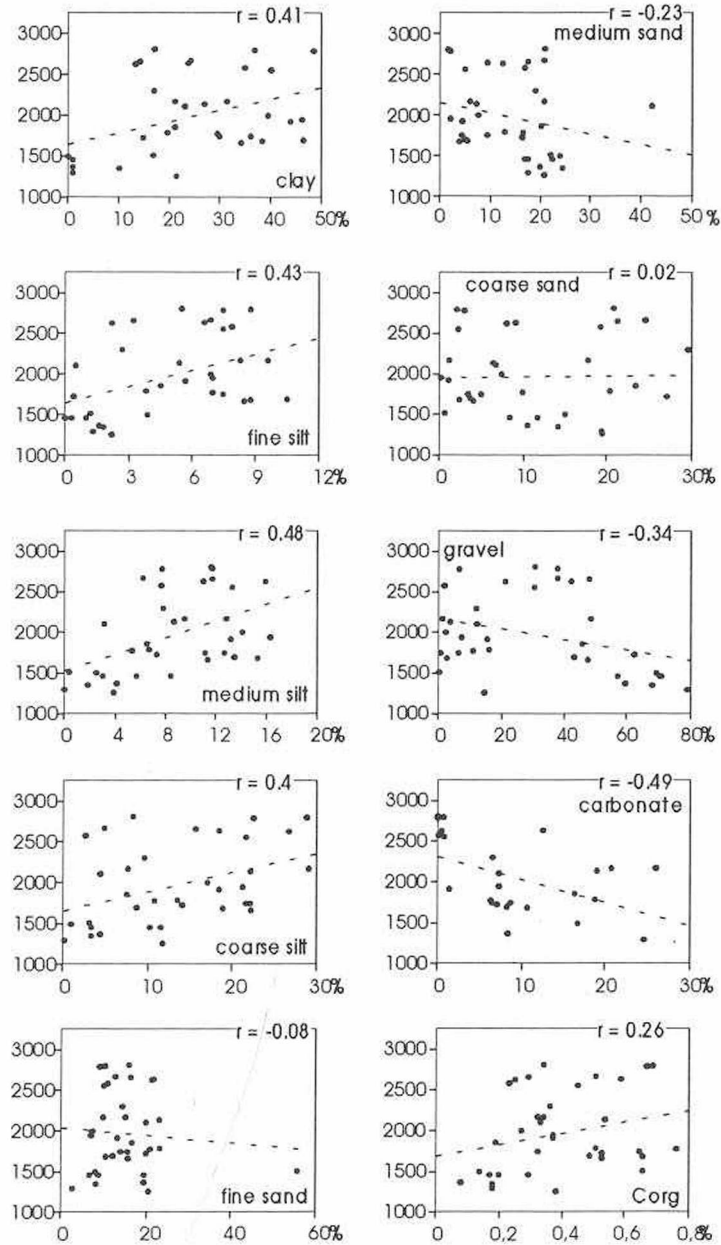 r = 0.41
3000
2500
2000
1500
1000
clay
0 10 20 30 40 50%
r = -0.23
medium sand
3000
2500
2000
1500
1000
0 10 20 30 40 50%
r = 0.43
3000
2500
2000
1500
1000
fine silt
0 3 6 9 12%
r = 0.02
coarse sand
3000
2500
2000
1500
1000
0 10 20 30%
r = 0.48
3000
2500
2000
1500
1000
medium silt
0 4 8 12 16 20%
r = -0.34
gravel
3000
2500
2000
1500
1000
0 20 40 60 80%
r = 0.4
3000
2500
2000
1500
1000
coarse silt
0 10 20 30%
r = -0.49
carbonate
3000
2500
2000
1500
1000
0 10 20 30%
r = -0.08
3000
2500
2000
1500
1000
fine sand
0 20 40 60%
r = 0.26
3000
2500
2000
1500
1000
Corg
0 0,2 0,4 0,6 0,8%